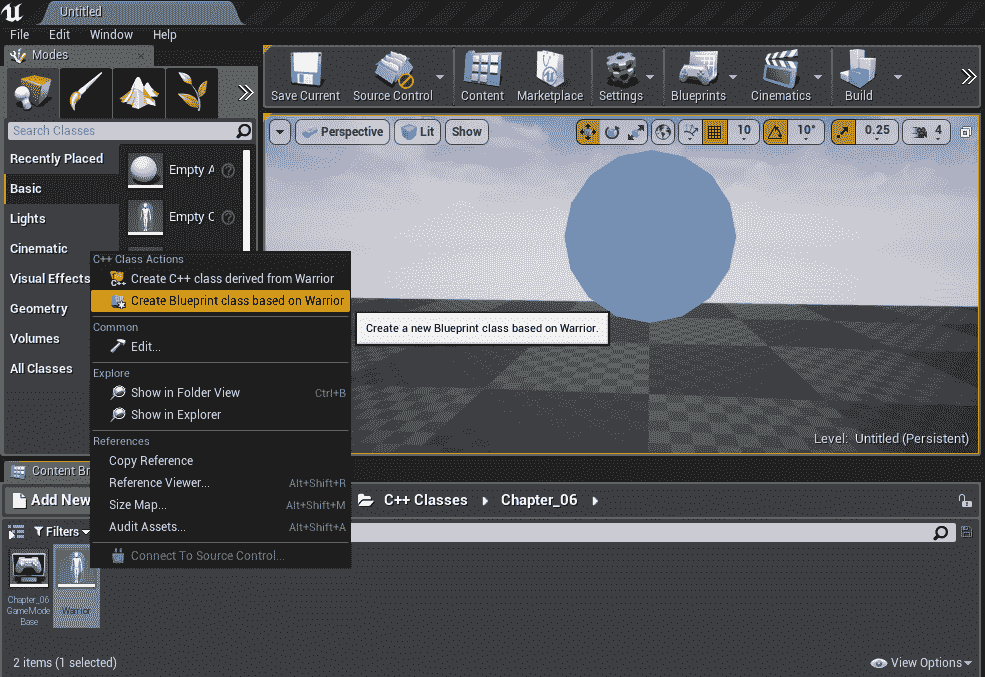 Untitled
File Edit Window Help
Modes
Save Current Source Control Content Marketplace Settings Blueprints Cinematics Build
Search Classes
Perspective Lit Show 10 10° 0.25 4
Recently Placed
Empty A
Basic
Empty C
Lights
Cinematic
Visual Effects
Geometry
Volumes
All Classes
C++ Class Actions
Create C++ class derived from Warrior
Create Blueprint class based on Warrior
Create a new Blueprint class based on Warrior.
Common
Edit...
Explore
Show in Folder View Ctrl+B
Show in Explorer
References
Copy Reference
Reference Viewer... Alt+Shift+R
Size Map... Alt+Shift+M
Audit Assets... Alt+Shift+A
Connect To Source Control...
Level: Untitled (Persistent)
Content Br
Add New
C++ Classes Chapter_06
Filters
Chapter_06
GameMode
Base
Warrior
2 items (1 selected)
View Options